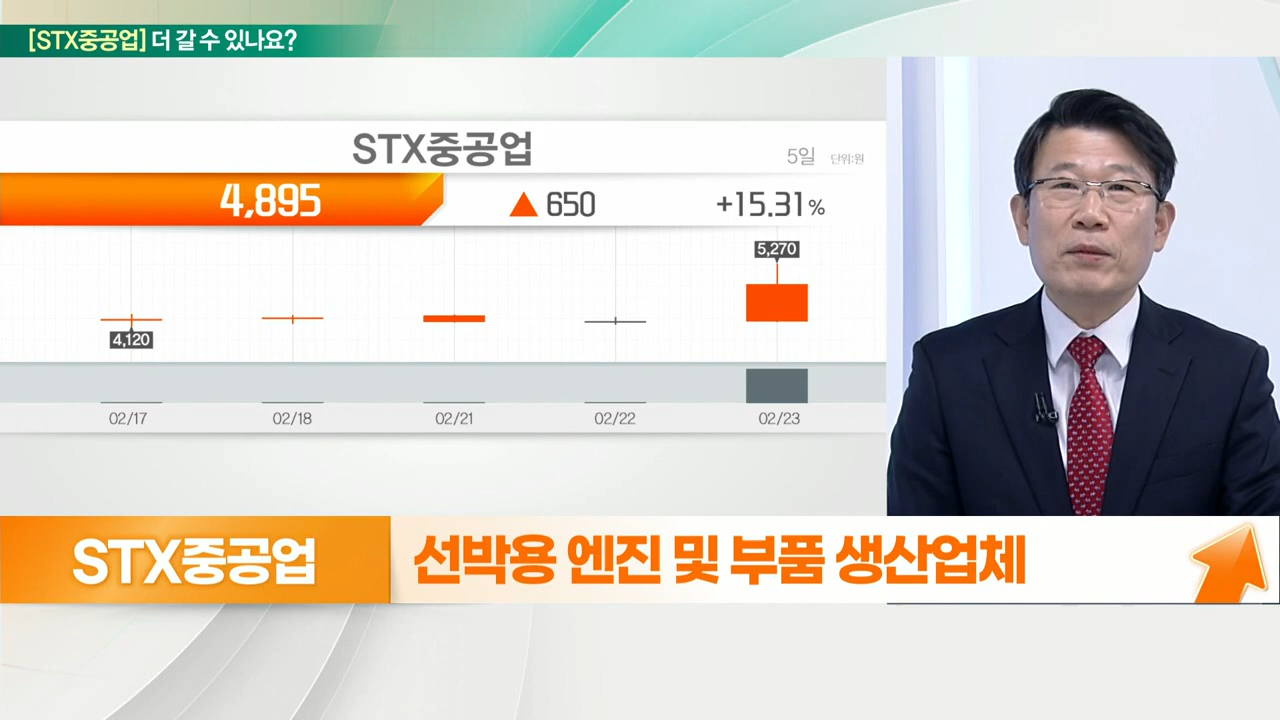 [STX중공업] 더 갈 수 있나요?
STX중공업
5일 단위:원
4,895 ▲ 650 +15.31%
5,270
4,120
02/17 02/18 02/21 02/22 02/23
STX중공업 선박용 엔진 및 부품 생산업체